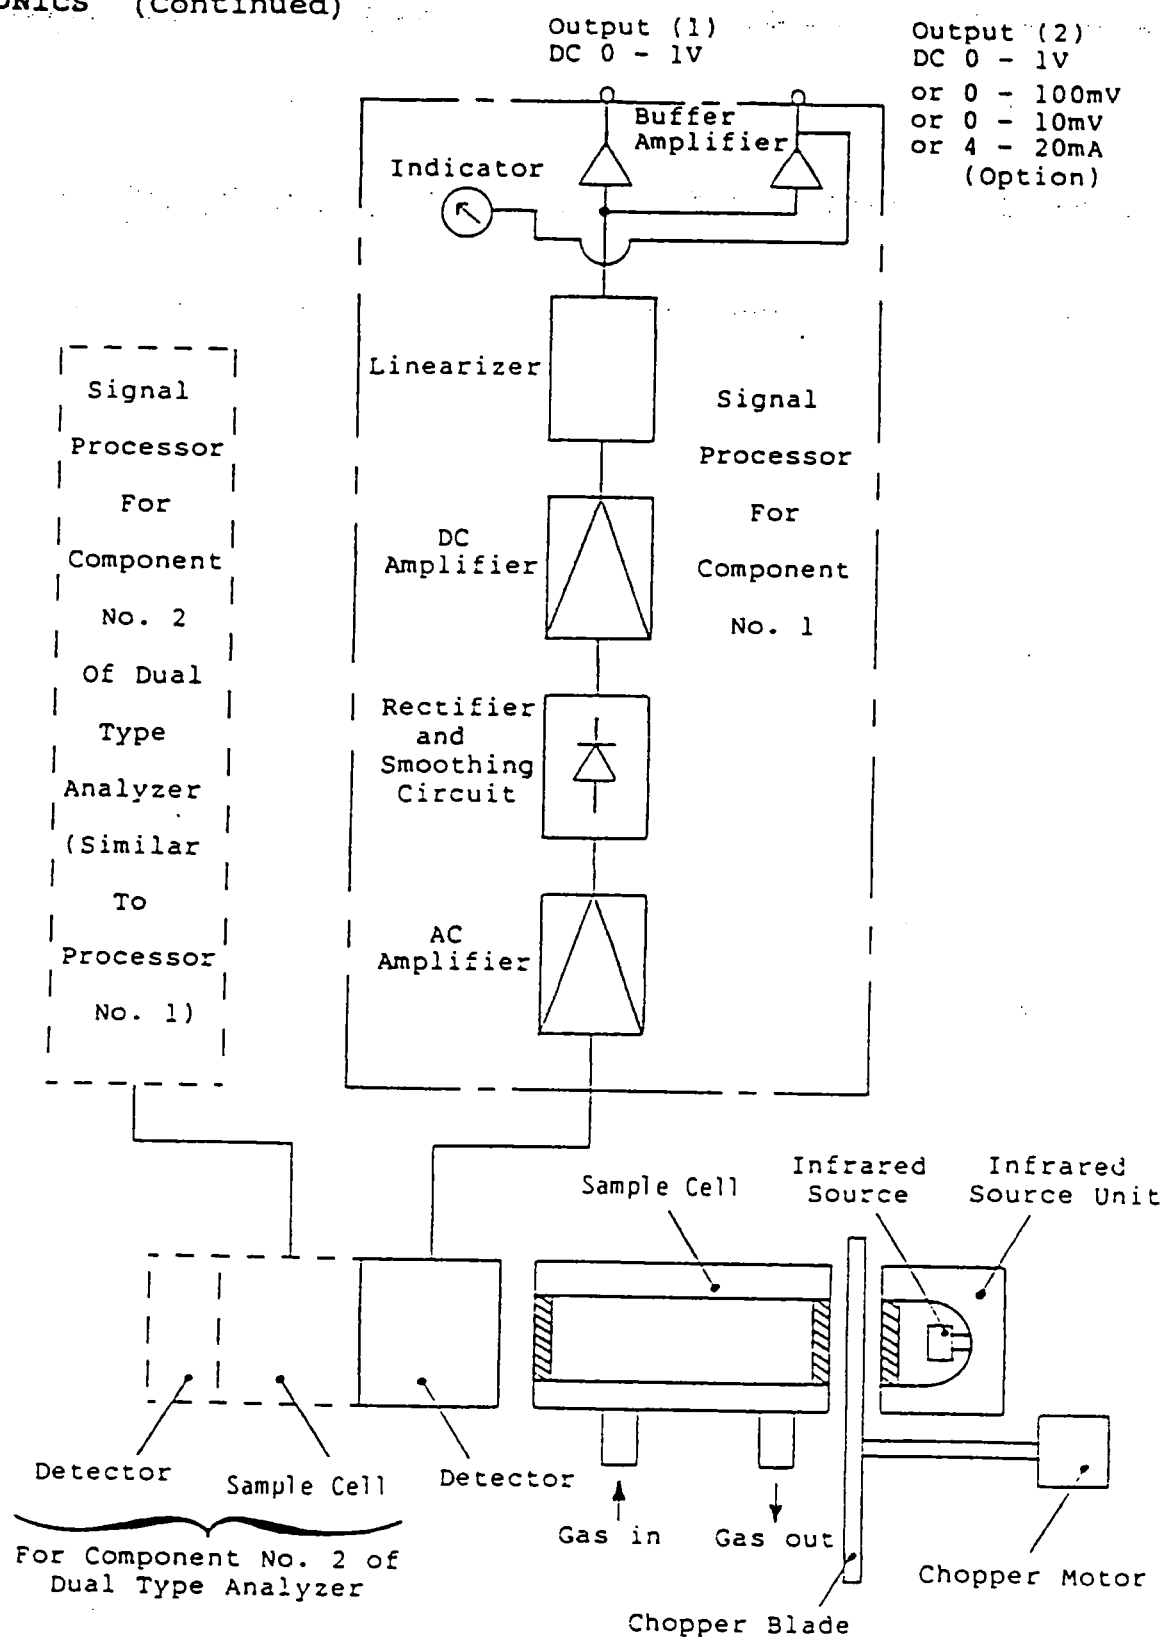 (Continued)
Output (1)
DC 0 - 1V
Output (2)
DC 0 - 1V
or 0 - 100mV
or 0 - 10mV
or 4 - 20mA
(Option)
Buffer
Amplifier
Indicator
Linearizer
Signal
Processor
For
Component
No. 1
DC
Amplifier
Rectifier
and
Smoothing
Circuit
AC
Amplifier
Signal
Processor
For
Component
No. 2
Of Dual
Type
Analyzer
(Similar
To
Processor
No. 1)
Sample Cell
Infrared
Source
Infrared
Source Unit
Detector
Sample Cell
Detector
Gas in
Gas out
Chopper Motor
Chopper Blade
For Component No. 2 of
Dual Type Analyzer